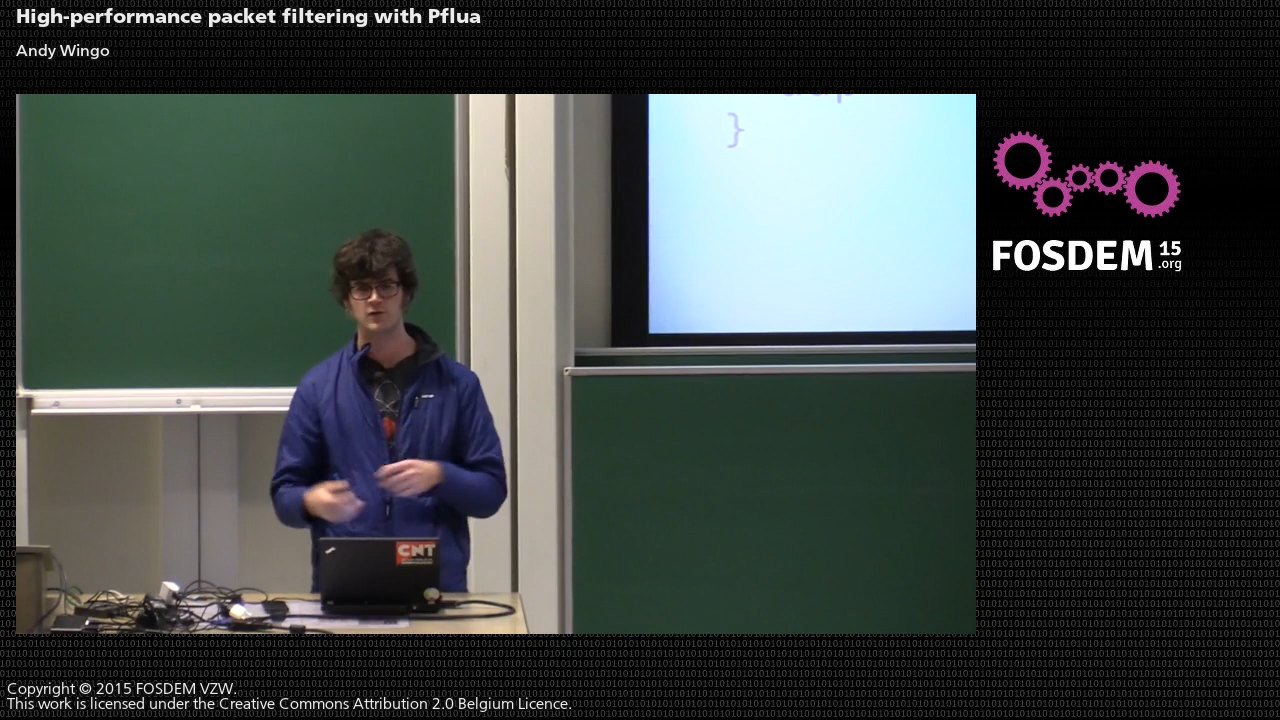 High-performance packet filtering with Pflua
Andy Wingo
}
FOSDEM 15
.org
CNT
Copyright © 2015 FOSDEM VZW.
This work is licensed under the Creative Commons Attribution 2.0 Belgium Licence.